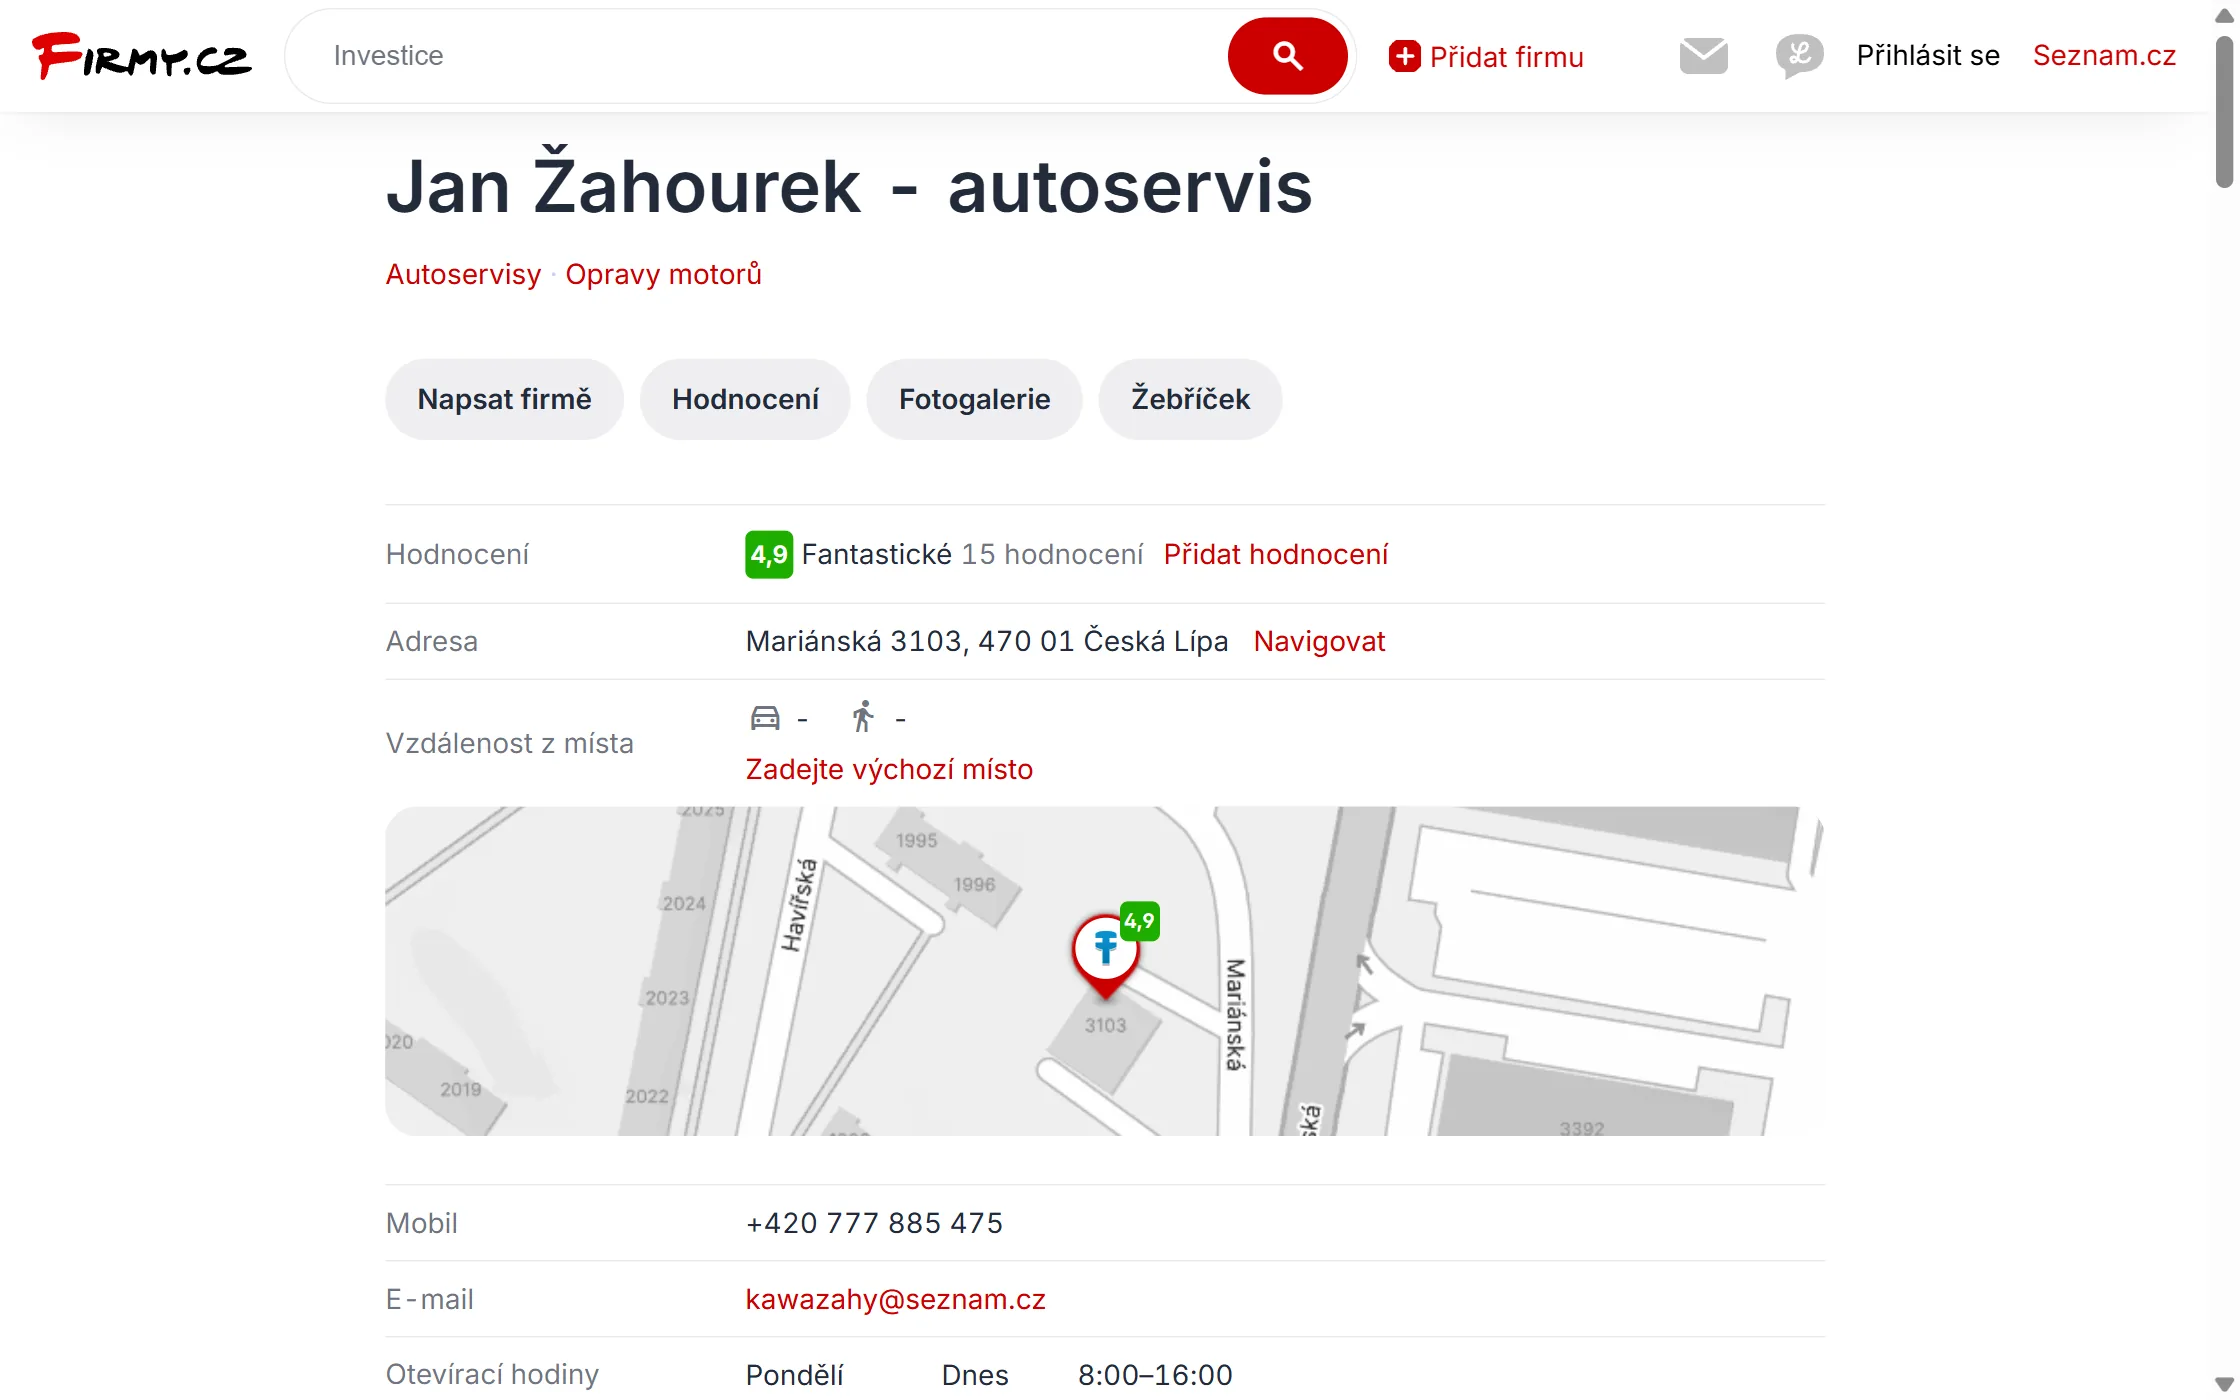 Firmy.cz
Investice
Přidat firmu
Přihlásit se
Seznam.cz
Jan Žahourek - autoservis
Autoservisy · Opravy motorů
Napsat firmě
Hodnocení
Fotogalerie
Žebříček
Hodnocení
4,9 Fantastické 15 hodnocení Přidat hodnocení
Adresa
Mariánská 3103, 470 01 Česká Lípa Navigovat
Vzdálenost z místa
- -
Zadejte výchozí místo
2025
1995
1996
2024
Havířská
4,9
2023
3103
Mariánská
2019
2022
3392
Mobil
+420 777 885 475
E-mail
kawazahy@seznam.cz
Otevírací hodiny
Pondělí Dnes 8:00–16:00